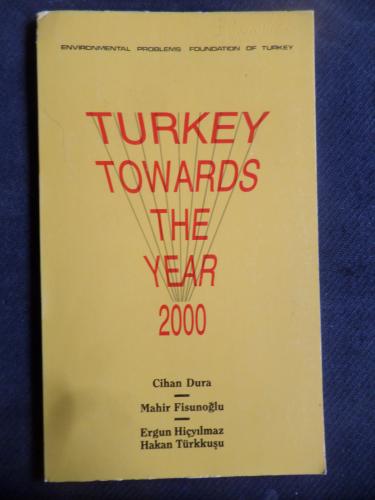 ENVIRONMENTAL PROBLEMS FOUNDATION OF TURKEY
TURKEY
TOWARDS
THE
YEAR
2000
Cihan Dura
Mahir Fisunoğlu
Ergun Hiçyılmaz
Hakan Türkkuşu